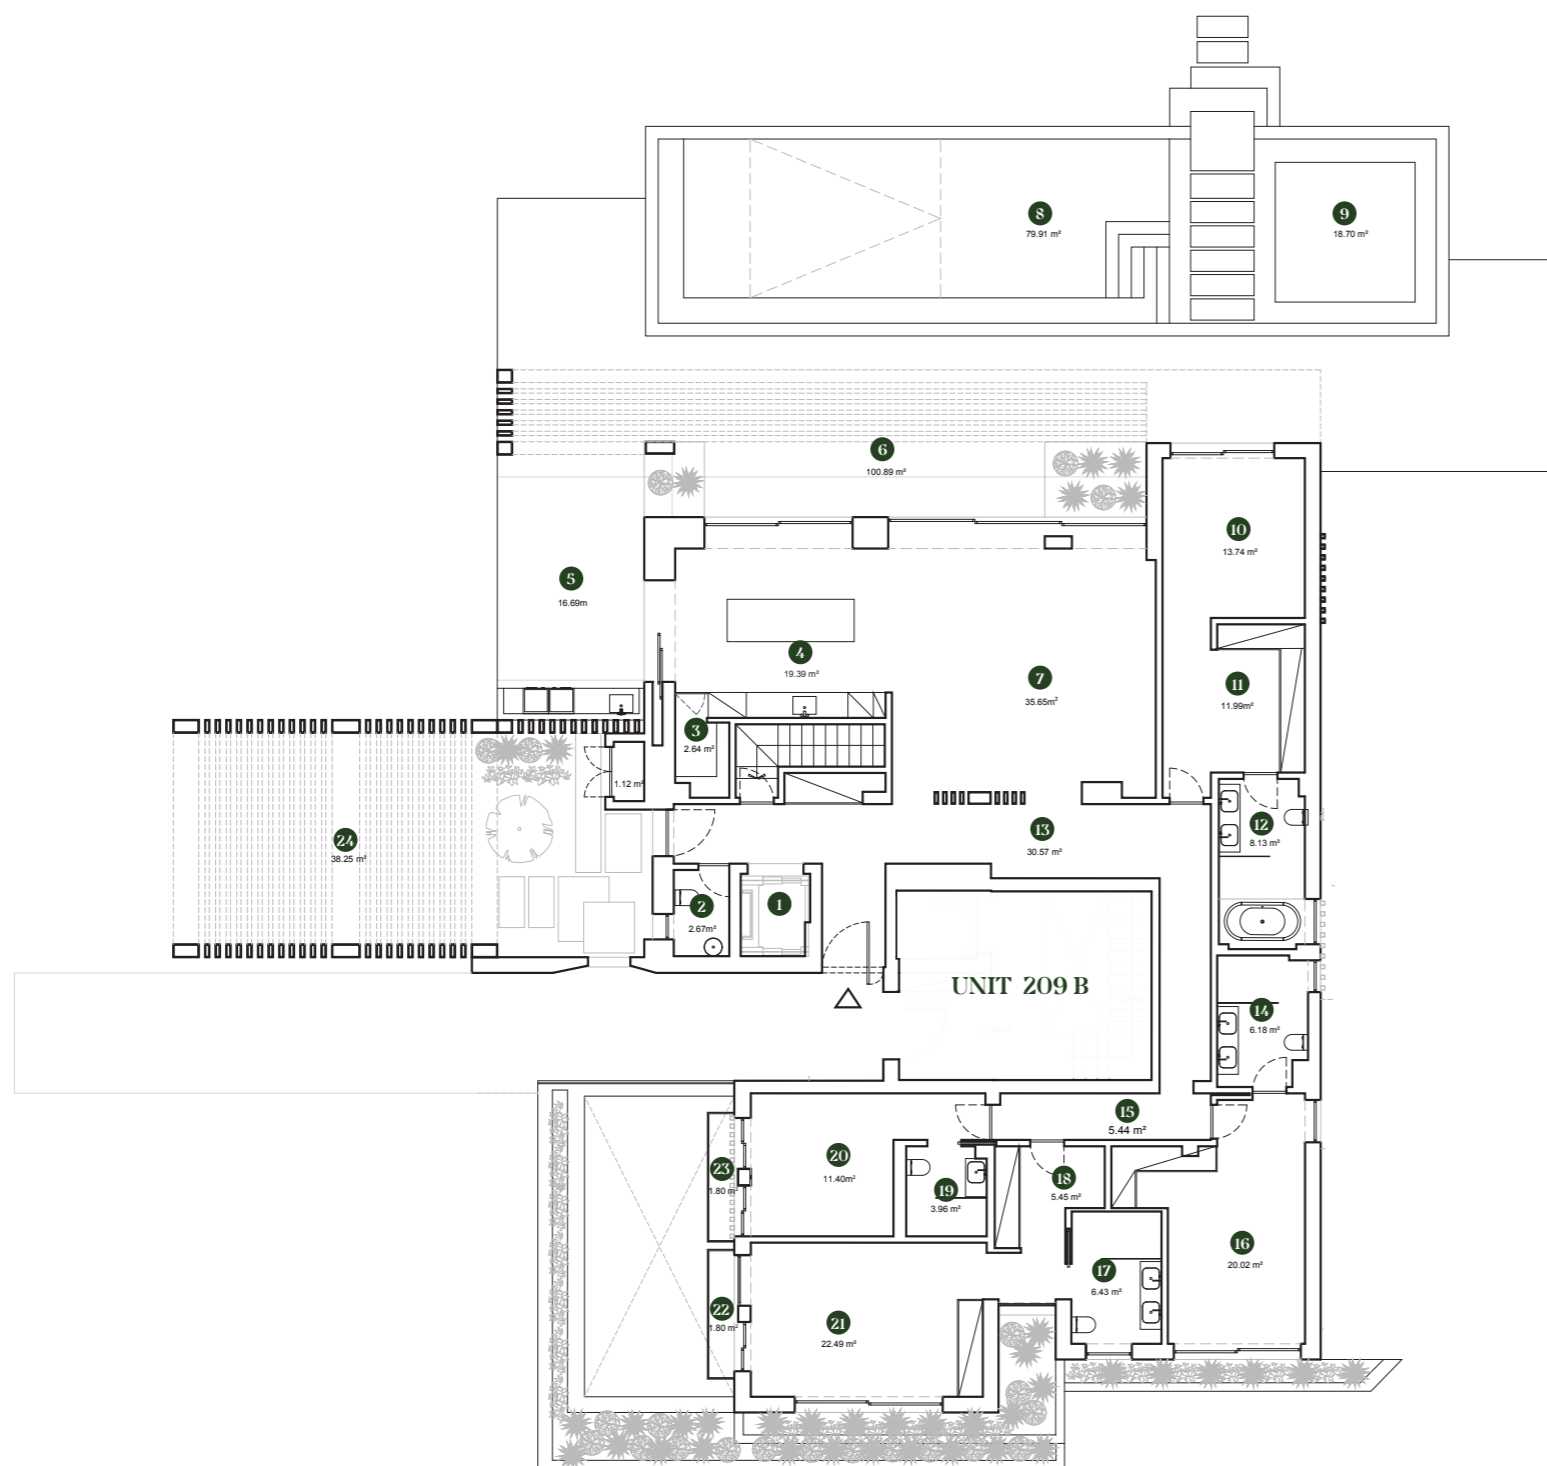 8
79.91 m²
9
18.70 m²
6
100.89 m²
10
13.74 m²
5
16.69m
4
19.39 m²
7
35.65m²
11
11.99m²
3
2.64 m²
1.12 m²
24
38.25 m²
13
30.57 m²
12
8.13 m²
2
2.67m²
1
UNIT 209 B
14
6.18 m²
15
5.44 m²
20
11.40m²
23
1.80 m²
19
3.96 m²
18
5.45 m²
16
20.02 m²
17
6.43 m²
22
1.80 m²
21
22.49 m²